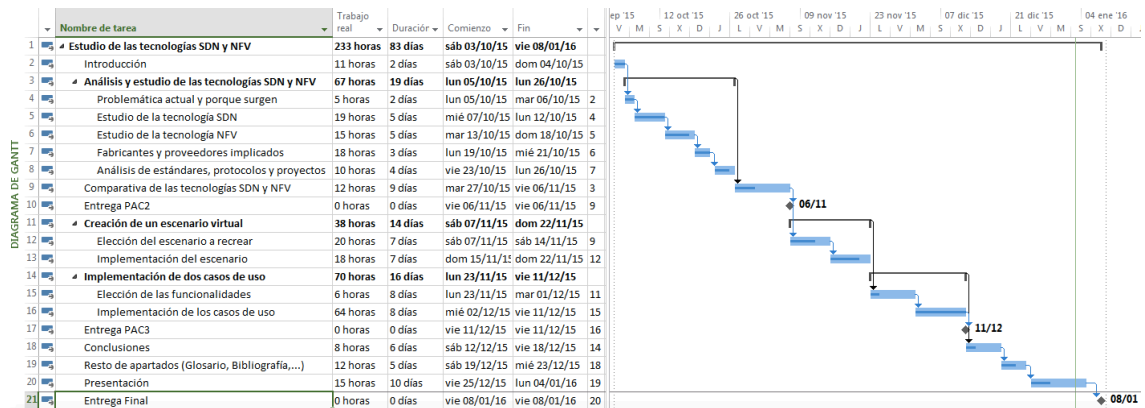 DIAGRAMA DE GANTT
Nombre de tarea Trabajo real Duración Comienzo Fin
ep '15 12 oct '15 26 oct '15 09 nov '15 23 nov '15 07 dic '15 21 dic '15 04 ene '16
V M S X D J L V M S X D J L V M S X D
1 Estudio de las tecnologías SDN y NFV 233 horas 83 días sáb 03/10/15 vie 08/01/16
2 Introducción 11 horas 2 días sáb 03/10/15 dom 04/10/15
3 Análisis y estudio de las tecnologías SDN y NFV 67 horas 19 días lun 05/10/15 lun 26/10/15
4 Problemática actual y porque surgen 5 horas 2 días lun 05/10/15 mar 06/10/15 2
5 Estudio de la tecnología SDN 19 horas 5 días mié 07/10/15 lun 12/10/15 4
6 Estudio de la tecnología NFV 15 horas 5 días mar 13/10/15 dom 18/10/15 5
7 Fabricantes y proveedores implicados 18 horas 3 días lun 19/10/15 mié 21/10/15 6
8 Análisis de estándares, protocolos y proyectos 10 horas 4 días vie 23/10/15 lun 26/10/15 7
9 Comparativa de las tecnologías SDN y NFV 12 horas 9 días mar 27/10/15 vie 06/11/15 3
10 Entrega PAC2 0 horas 0 días vie 06/11/15 vie 06/11/15 9 06/11
11 Creación de un escenario virtual 38 horas 14 días sáb 07/11/15 dom 22/11/15
12 Elección del escenario a recrear 20 horas 7 días sáb 07/11/15 sáb 14/11/15 9
13 Implementación del escenario 18 horas 7 días dom 15/11/15 dom 22/11/15 12
14 Implementación de dos casos de uso 70 horas 16 días lun 23/11/15 vie 11/12/15
15 Elección de las funcionalidades 6 horas 8 días lun 23/11/15 mar 01/12/15 11
16 Implementación de los casos de uso 64 horas 8 días mié 02/12/15 vie 11/12/15 15
17 Entrega PAC3 0 horas 0 días vie 11/12/15 vie 11/12/15 16 11/12
18 Conclusiones 8 horas 6 días sáb 12/12/15 vie 18/12/15 14
19 Resto de apartados (Glosario, Bibliografía,...) 12 horas 5 días sáb 19/12/15 mié 23/12/15 18
20 Presentación 15 horas 10 días vie 25/12/15 lun 04/01/16 19
21 Entrega Final 0 horas 0 días vie 08/01/16 vie 08/01/16 20 08/01